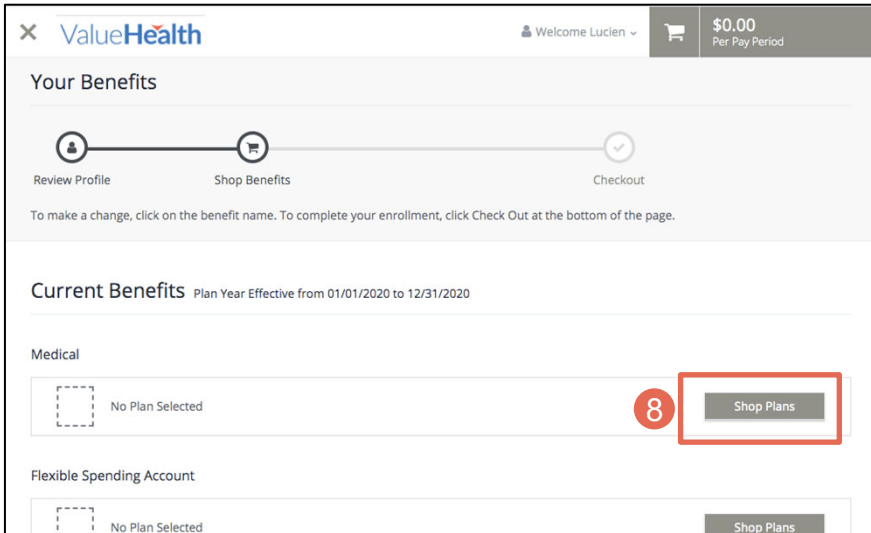 ValueHealth
Welcome Lucien
$0.00
Per Pay Period
Your Benefits
Review Profile
Shop Benefits
Checkout
To make a change, click on the benefit name. To complete your enrollment, click Check Out at the bottom of the page.
Current Benefits Plan Year Effective from 01/01/2020 to 12/31/2020
Medical
No Plan Selected
8
Shop Plans
Flexible Spending Account
No Plan Selected
Shop Plans